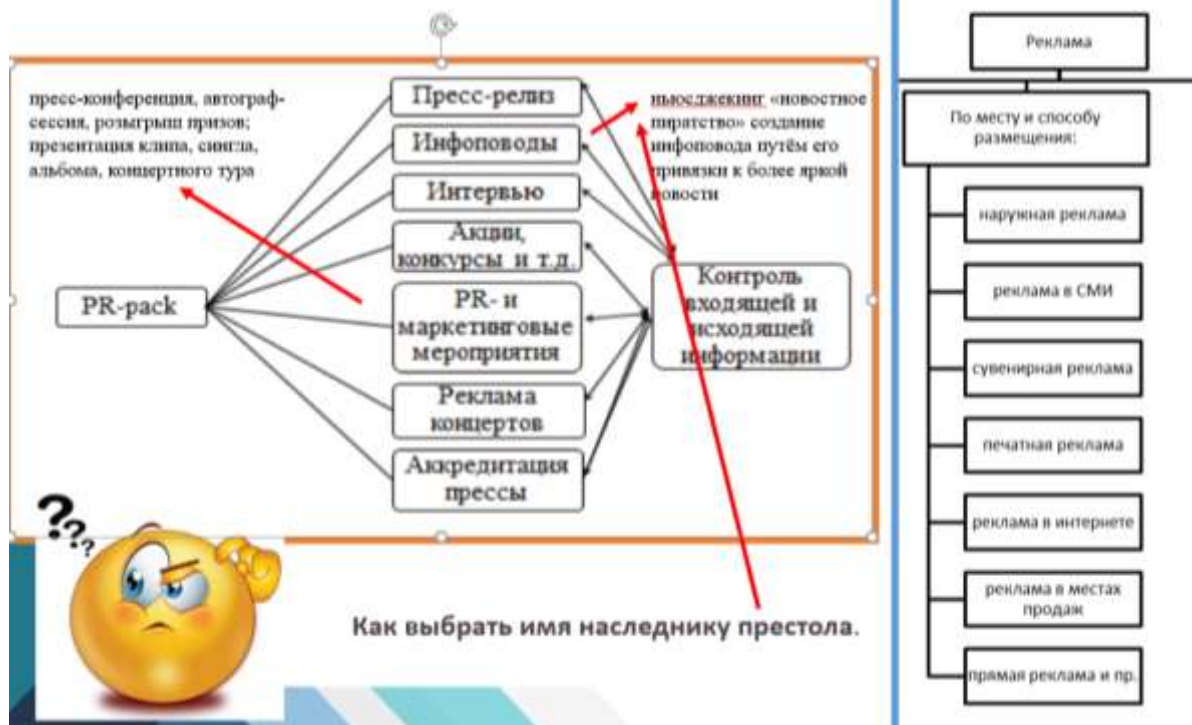 пресс-конференция, автограф-
сессия, розыгрыш призов;
презентация клипа, сингла,
альбома, концертного тура
PR-pack
Пресс-релиз
Инфоповоды
Интервью
Акции,
конкурсы и т.д.
PR- и
маркетинговые
мероприятия
Реклама
концертов
Аккредитация
прессы
ньюсджекинг «новостное
пиратство» создание
инфоповода путём его
привязки к более яркой
новости
Контроль
входящей и
исходящей
информации
???
Как выбрать имя наследнику престола.
Реклама
По месту и способу
размещения:
наружная реклама
реклама в СМИ
сувенирная реклама
печатная реклама
реклама в интернете
реклама в местах
продаж
прямая реклама и пр.